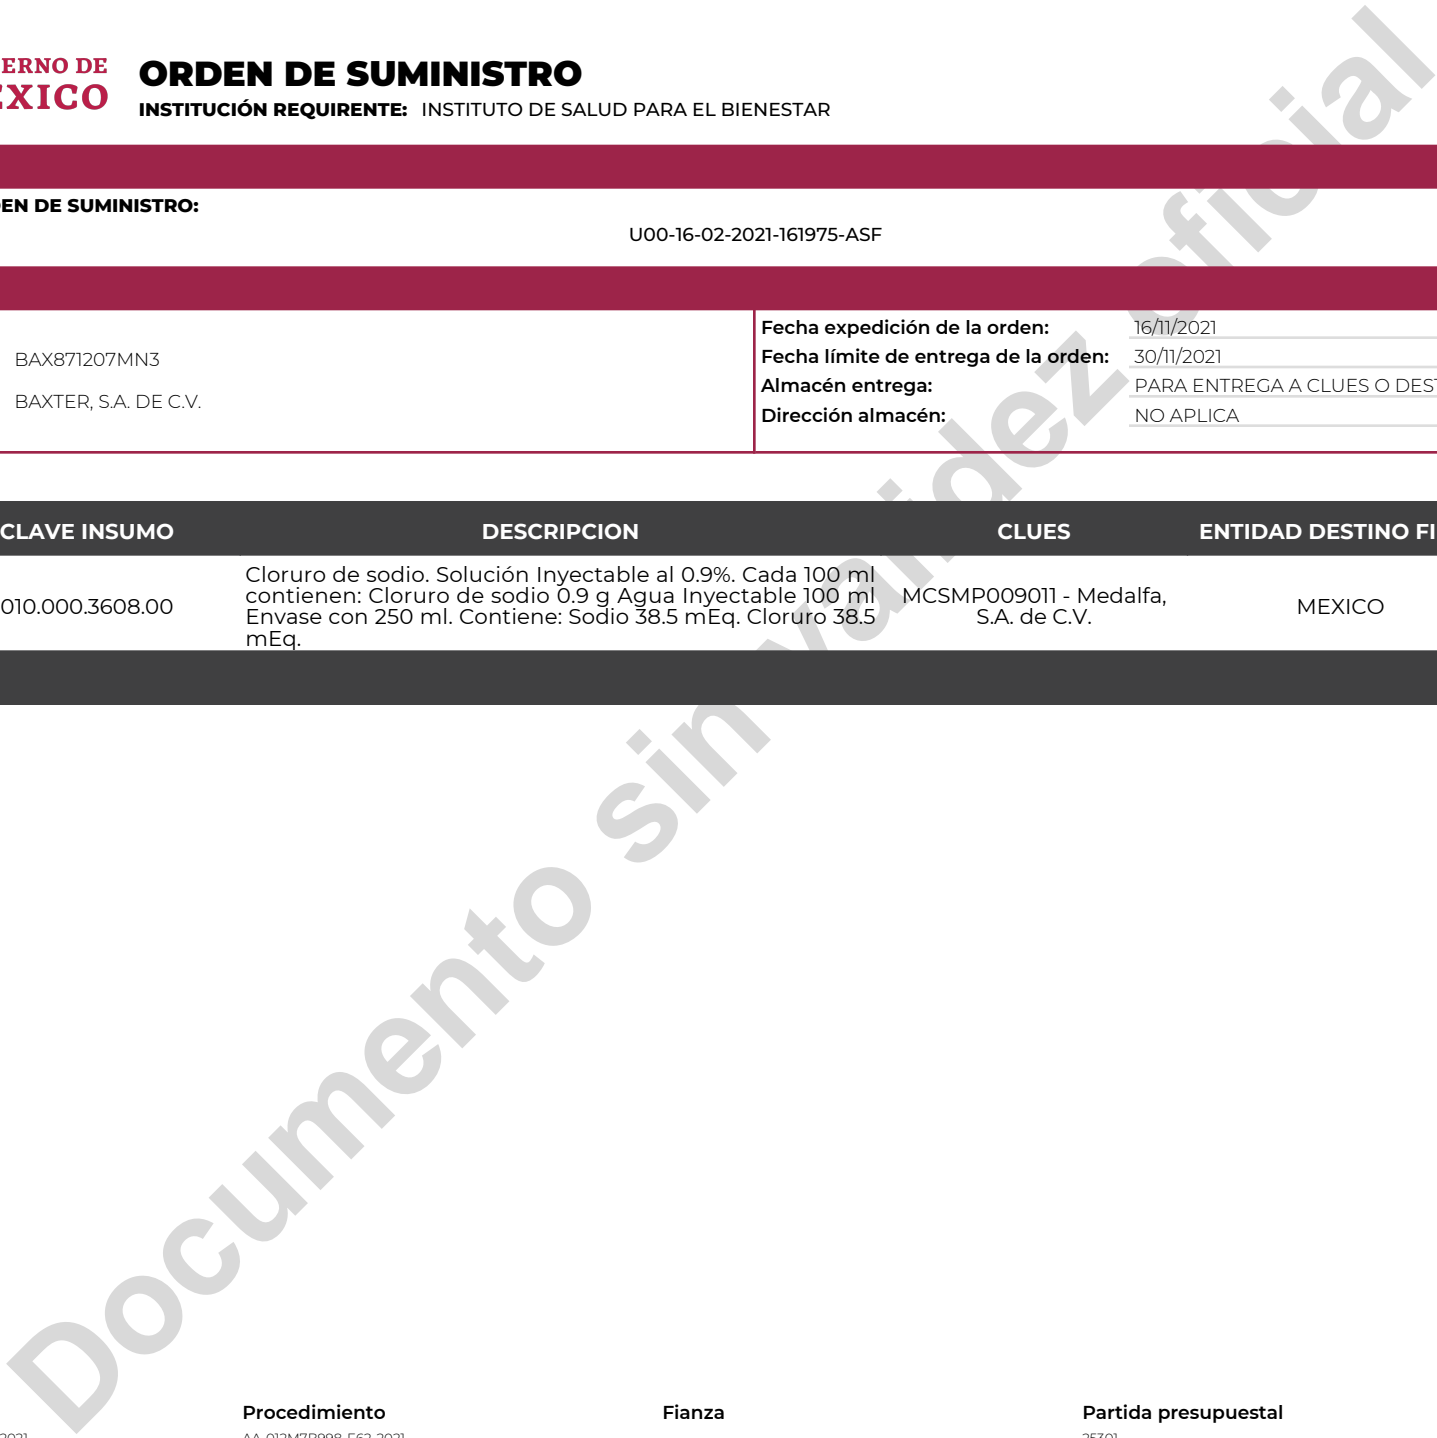 ERNO DE
EXICO
ORDEN DE SUMINISTRO
INSTITUCIÓN REQUIRENTE: INSTITUTO DE SALUD PARA EL BIENESTAR
EN DE SUMINISTRO:
U00-16-02-2021-161975-ASF
BAX871207MN3
BAXTER, S.A. DE C.V.
Fecha expedición de la orden: 16/11/2021
Fecha límite de entrega de la orden: 30/11/2021
Almacén entrega: PARA ENTREGA A CLUES O DEST
Dirección almacén: NO APLICA
CLAVE INSUMO DESCRIPCION CLUES ENTIDAD DESTINO FI
010.000.3608.00
Cloruro de sodio. Solución Inyectable al 0.9%. Cada 100 ml
contienen: Cloruro de sodio 0.9 g Agua Inyectable 100 ml
Envase con 250 ml. Contiene: Sodio 38.5 mEq. Cloruro 38.5
mEq.
MCSMP009011 - Medalfa,
S.A. de C.V.
MEXICO
Documento sin validez oficial
Procedimiento Fianza Partida presupuestal